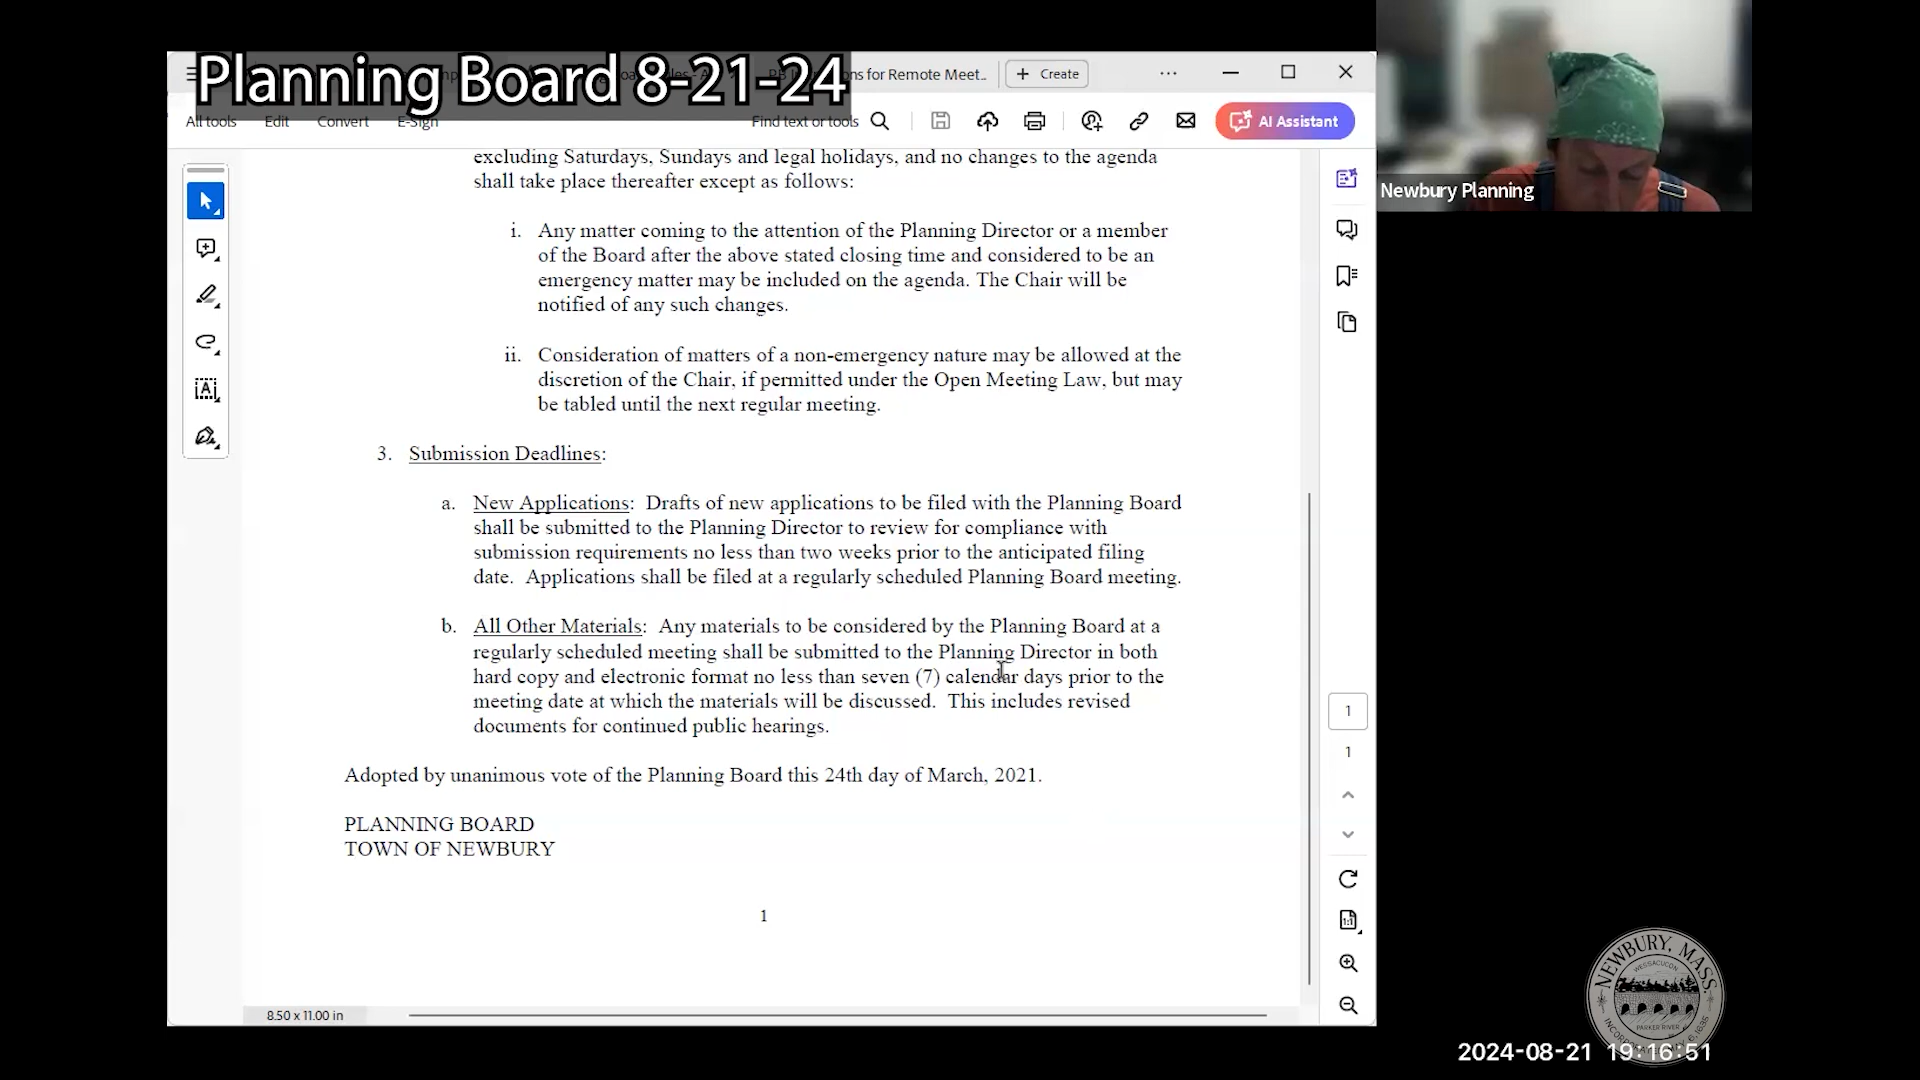 Planning Board 8-21-24
ons for Remote Meet..
Create
All tools
Edit
Convert
E-Sign
Find text or tools
AI Assistant
Newbury Planning
excluding Saturdays, Sundays and legal holidays, and no changes to the agenda
shall take place thereafter except as follows:
i. Any matter coming to the attention of the Planning Director or a member
of the Board after the above stated closing time and considered to be an
emergency matter may be included on the agenda. The Chair will be
notified of any such changes.
ii. Consideration of matters of a non-emergency nature may be allowed at the
discretion of the Chair, if permitted under the Open Meeting Law, but may
be tabled until the next regular meeting.
3. Submission Deadlines:
a. New Applications: Drafts of new applications to be filed with the Planning Board
shall be submitted to the Planning Director to review for compliance with
submission requirements no less than two weeks prior to the anticipated filing
date. Applications shall be filed at a regularly scheduled Planning Board meeting.
b. All Other Materials: Any materials to be considered by the Planning Board at a
regularly scheduled meeting shall be submitted to the Planning Director in both
hard copy and electronic format no less than seven (7) calendar days prior to the
meeting date at which the materials will be discussed. This includes revised
documents for continued public hearings.
Adopted by unanimous vote of the Planning Board this 24th day of March, 2021.
PLANNING BOARD
TOWN OF NEWBURY
1
1
1
8.50 x 11.00 in
NEWBURY, MASS.
WESSACUCON
PARKER RIVER
2024-08-21 19:16:51